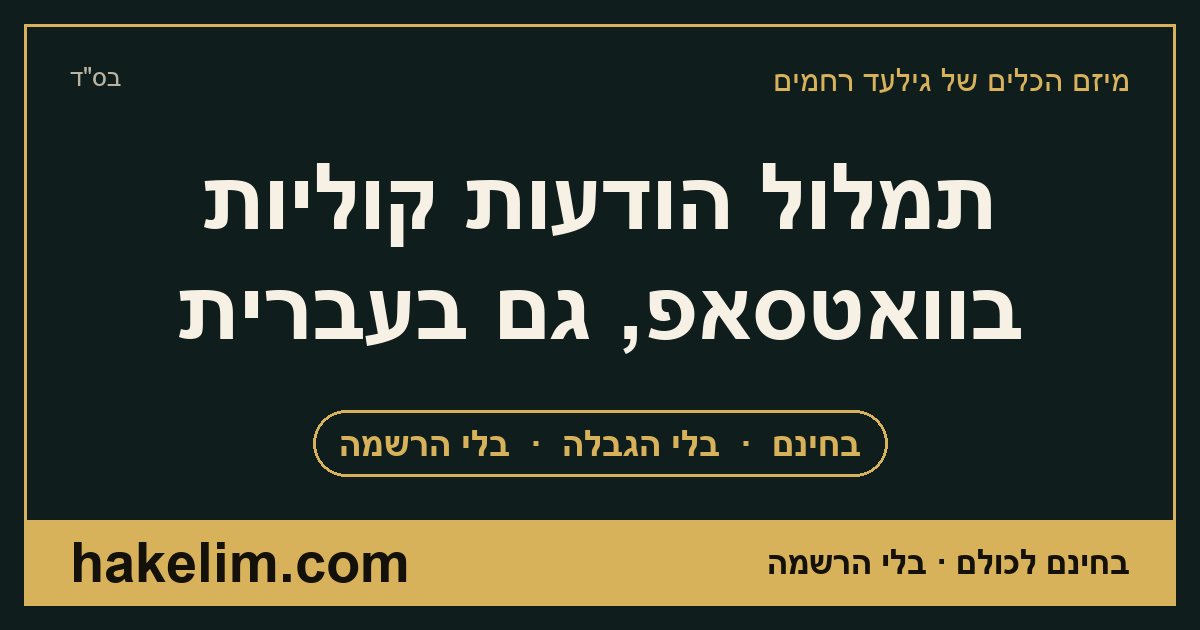 מיזם הכלים של גילעד רחמים
בס"ד
תמלול הודעות קוליות
בוואטסאפ, גם בעברית
בחינם · בלי הגבלה · בלי הרשמה
בחינם לכולם · בלי הרשמה
hakelim.com